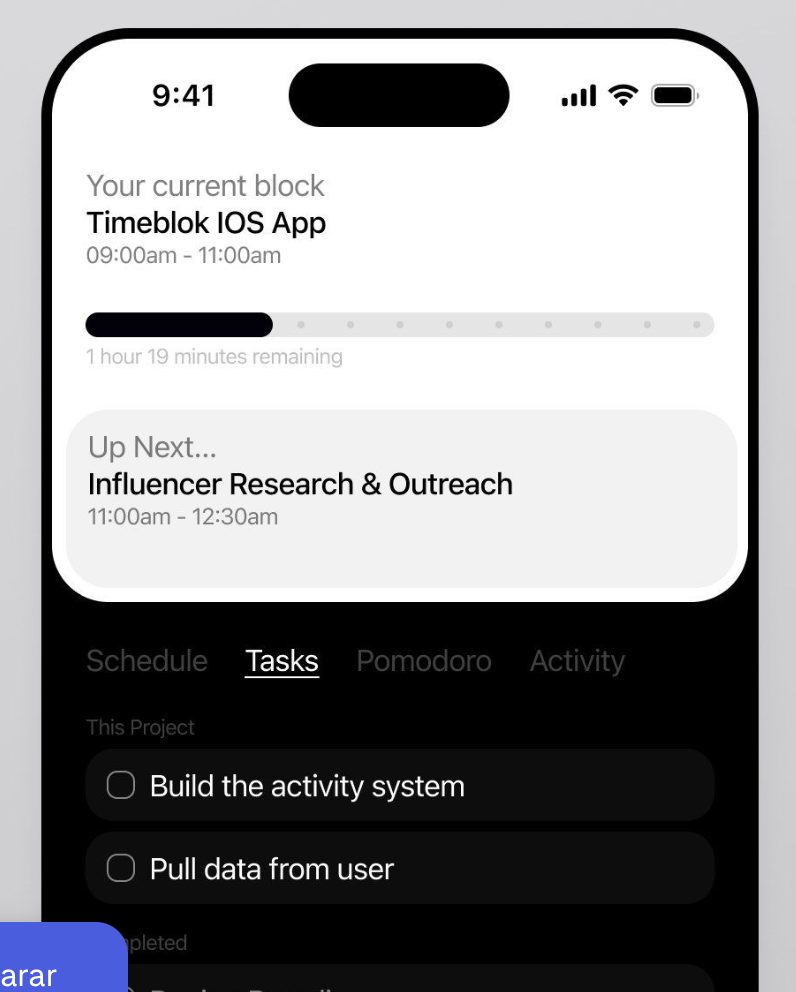 9:41
Your current block
Timeblok IOS App
09:00am - 11:00am
1 hour 19 minutes remaining
Up Next...
Influencer Research & Outreach
11:00am - 12:30am
Schedule Tasks Pomodoro Activity
This Project
Build the activity system
Pull data from user
pleted
arar